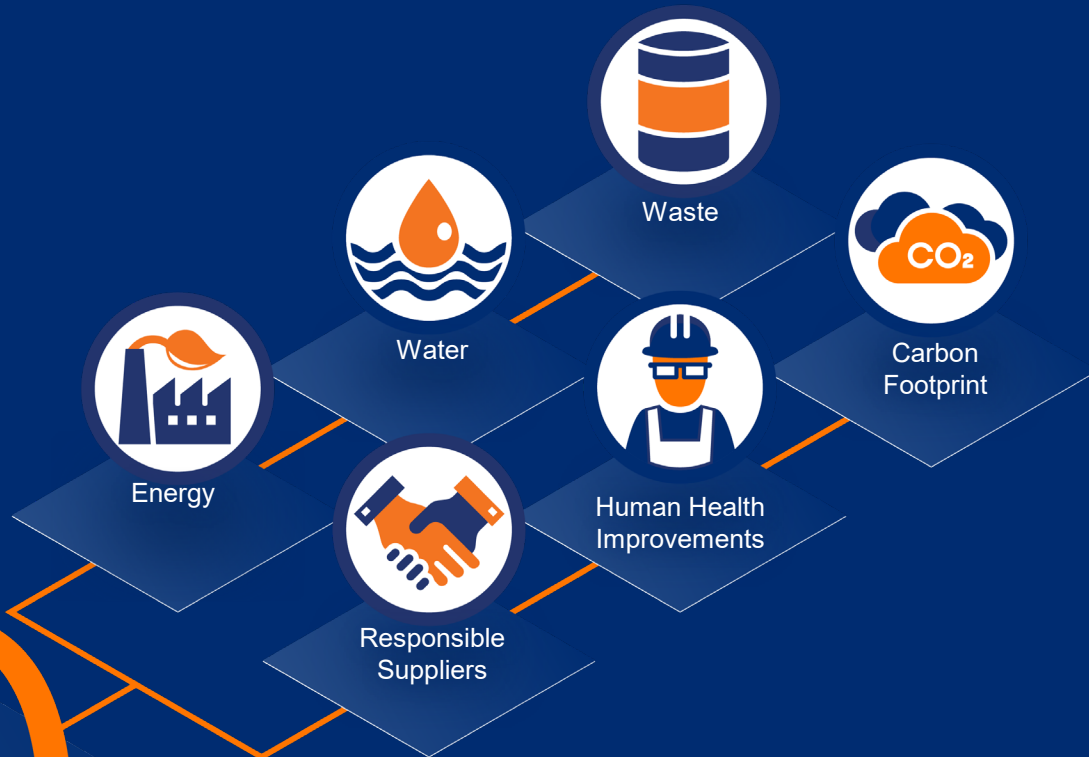 Waste
Water
Energy
CO₂
Carbon
Footprint
Human Health
Improvements
Responsible
Suppliers